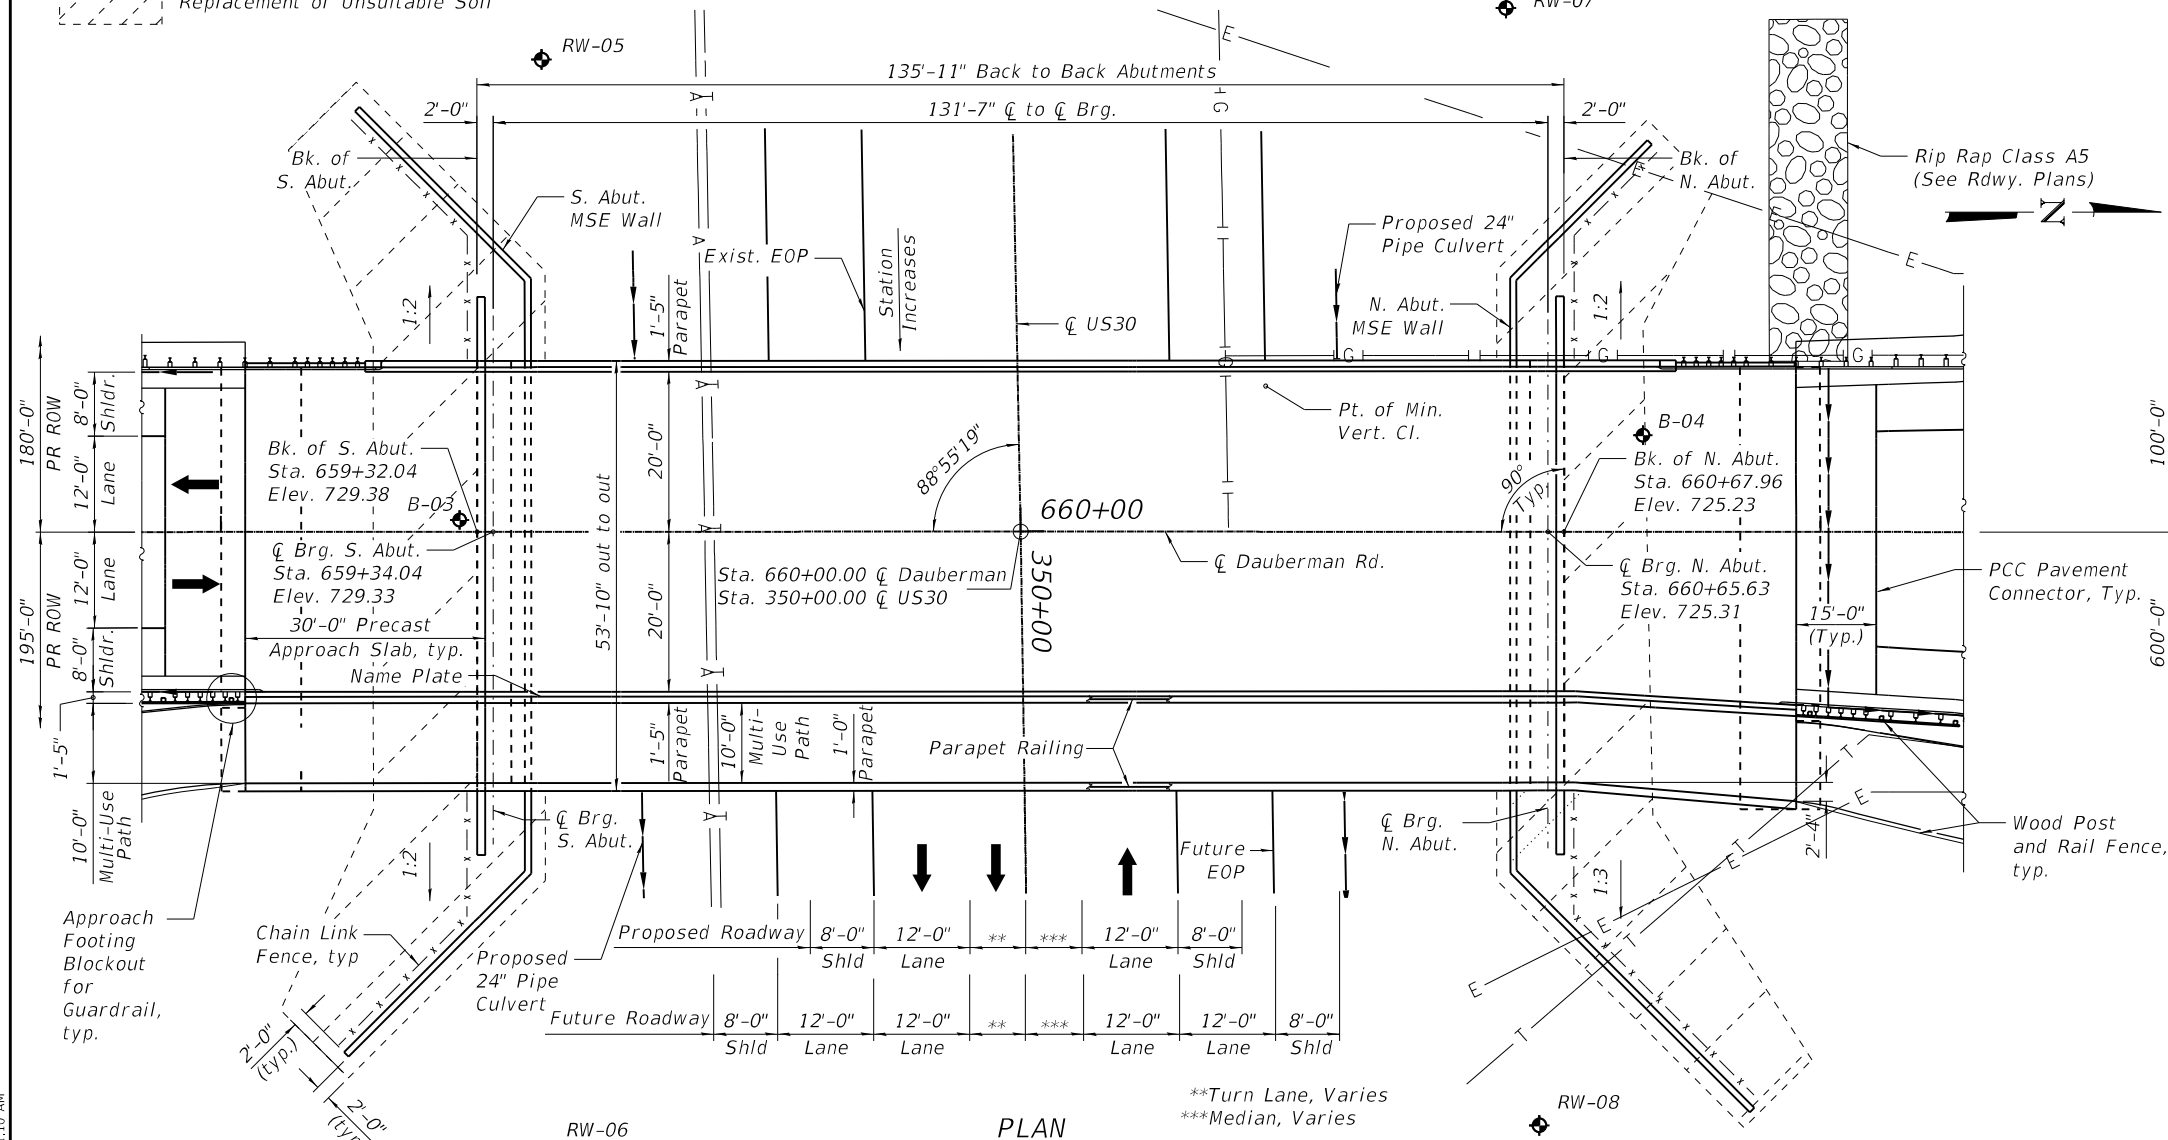 Replacement of Unsuitable Soil
RW-05
RW-07
135'-11" Back to Back Abutments
2'-0"
131'-7" ℄ to ℄ Brg.
2'-0"
Bk. of
S. Abut.
S. Abut.
MSE Wall
Exist. EOP
Station
Increases
℄ US30
Proposed 24"
Pipe Culvert
N. Abut.
MSE Wall
Bk. of
N. Abut.
Rip Rap Class A5
(See Rdwy. Plans)
N
1:2
1'-5"
Parapet
1:2
E
E
E
E
A
A
A
A
A
A
A
G
G
G
G
G
Pt. of Min.
Vert. Cl.
B-04
180'-0"
PR ROW
8'-0"
Shldr.
12'-0"
Lane
Bk. of S. Abut.
Sta. 659+32.04
Elev. 729.38
B-03
20'-0"
88°55'19"
660+00
90°
Typ.
Bk. of N. Abut.
Sta. 660+67.96
Elev. 725.23
100'-0"
195'-0"
PR ROW
12'-0"
Lane
8'-0"
Shldr.
℄ Brg. S. Abut.
Sta. 659+34.04
Elev. 729.33
53'-10" out to out
20'-0"
Sta. 660+00.00 ℄ Dauberman
Sta. 350+00.00 ℄ US30
350+00
℄ Dauberman Rd.
℄ Brg. N. Abut.
Sta. 660+65.63
Elev. 725.31
15'-0"
(Typ.)
PCC Pavement
Connector, Typ.
600'-0"
30'-0" Precast
Approach Slab, typ.
Name Plate
1'-5"
10'-0"
Multi-Use
Path
1'-5"
Parapet
10'-0"
Multi-
Use
Path
1'-0"
Parapet
Parapet Railing
T
E
℄ Brg.
S. Abut.
1:2
℄ Brg.
N. Abut.
Future
EOP
1:3
2'-4"
T
E
E
T
E
T
Wood Post
and Rail Fence,
typ.
Approach
Footing
Blockout
for
Guardrail,
typ.
Chain Link
Fence, typ
Proposed
24" Pipe
Culvert
Proposed Roadway
8'-0"
Shld
12'-0"
Lane
**
***
12'-0"
Lane
8'-0"
Shld
Future Roadway
8'-0"
Shld
12'-0"
Lane
12'-0"
Lane
**
***
12'-0"
Lane
12'-0"
Lane
8'-0"
Shld
2'-0"
(typ.)
2'-0"
**Turn Lane, Varies
***Median, Varies
RW-06
PLAN
RW-08